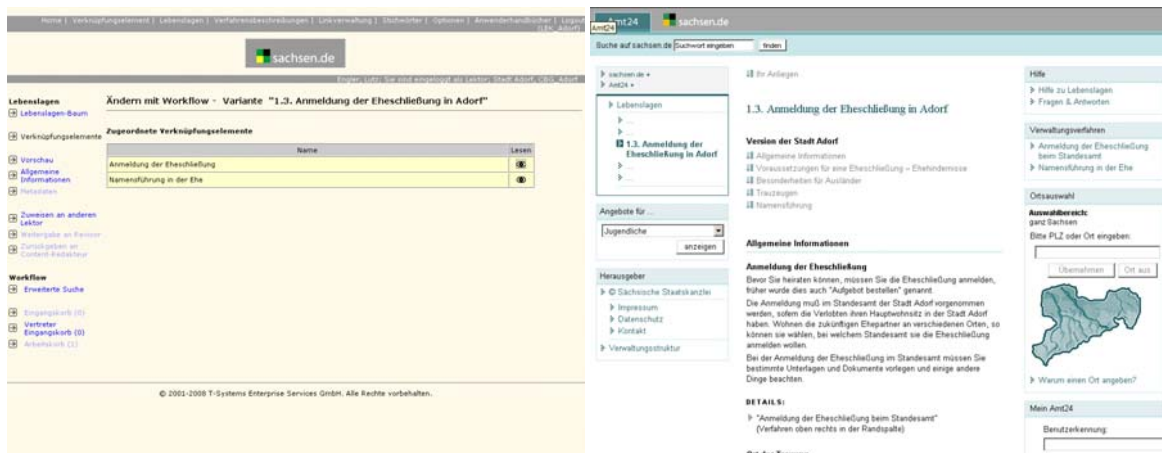 Home | Verknüpfungselement | Lebenslagen | Verfahrensbeschreibungen | Linkverwaltung | Stichwörter | Optionen | Anwenderhandbücher | Logout
(LEK_Adorf)
sachsen.de
Engler, Lutz: Sie sind eingeloggt als Lektor; Stadt Adorf, CBG_Adorf
Lebenslagen
Lebenslagen-Baum
Verknüpfungselemente
Vorschau
Allgemeine
Informationen
Metadaten
Zuweisen an anderen
Lektor
Weitergabe an Revisor
Zurückgeben an
Content-Redakteur
Workflow
Erweiterte Suche
Eingangskorb (0)
Vertreter
Eingangskorb (0)
Arbeitskorb (1)
Ändern mit Workflow - Variante "1.3. Anmeldung der Eheschließung in Adorf"
Zugeordnete Verknüpfungselemente
Name Lesen
Anmeldung der Eheschließung
Namensführung in der Ehe
© 2001-2008 T-Systems Enterprise Services GmbH. Alle Rechte vorbehalten.
Amt24 sachsen.de
Amt24
Suche auf sachsen.de Suchwort eingeben finden
sachsen.de +
Amt24 +
Lebenslagen
...
...
1.3. Anmeldung der
Eheschließung in Adorf
...
...
Angebote für ...
Jugendliche
anzeigen
Herausgeber
© Sächsische Staatskanzlei
Impressum
Datenschutz
Kontakt
Verwaltungsstruktur
Ihr Anliegen
1.3. Anmeldung der Eheschließung in Adorf
Version der Stadt Adorf
Allgemeine Informationen
Voraussetzungen für eine Eheschließung – Ehehindernisse
Besonderheiten für Ausländer
Trauzeugen
Namensführung
Allgemeine Informationen
Anmeldung der Eheschließung
Bevor Sie heiraten können, müssen Sie die Eheschließung anmelden,
früher wurde dies auch "Aufgebot bestellen" genannt.
Die Anmeldung muß im Standesamt der Stadt Adorf vorgenommen
werden, sofern die Verlobten ihren Hauptwohnsitz in der Stadt Adorf
haben. Wohnen die zukünftigen Ehepartner an verschiedenen Orten, so
können sie wählen, bei welchem Standesamt sie die Eheschließung
anmelden wollen.
Bei der Anmeldung der Eheschließung im Standesamt müssen Sie
bestimmte Unterlagen und Dokumente vorlegen und einige andere
Dinge beachten.
DETAILS:
"Anmeldung der Eheschließung beim Standesamt"
(Verfahren oben rechts in der Randspalte)
Hilfe
Hilfe zu Lebenslagen
Fragen & Antworten
Verwaltungsverfahren
Anmeldung der Eheschließung
beim Standesamt
Namensführung in der Ehe
Ortsauswahl
Auswahlbereich:
ganz Sachsen
Bitte PLZ oder Ort eingeben:
Übernehmen Ort aus
Warum einen Ort angeben?
Mein Amt24
Benutzerkennung: